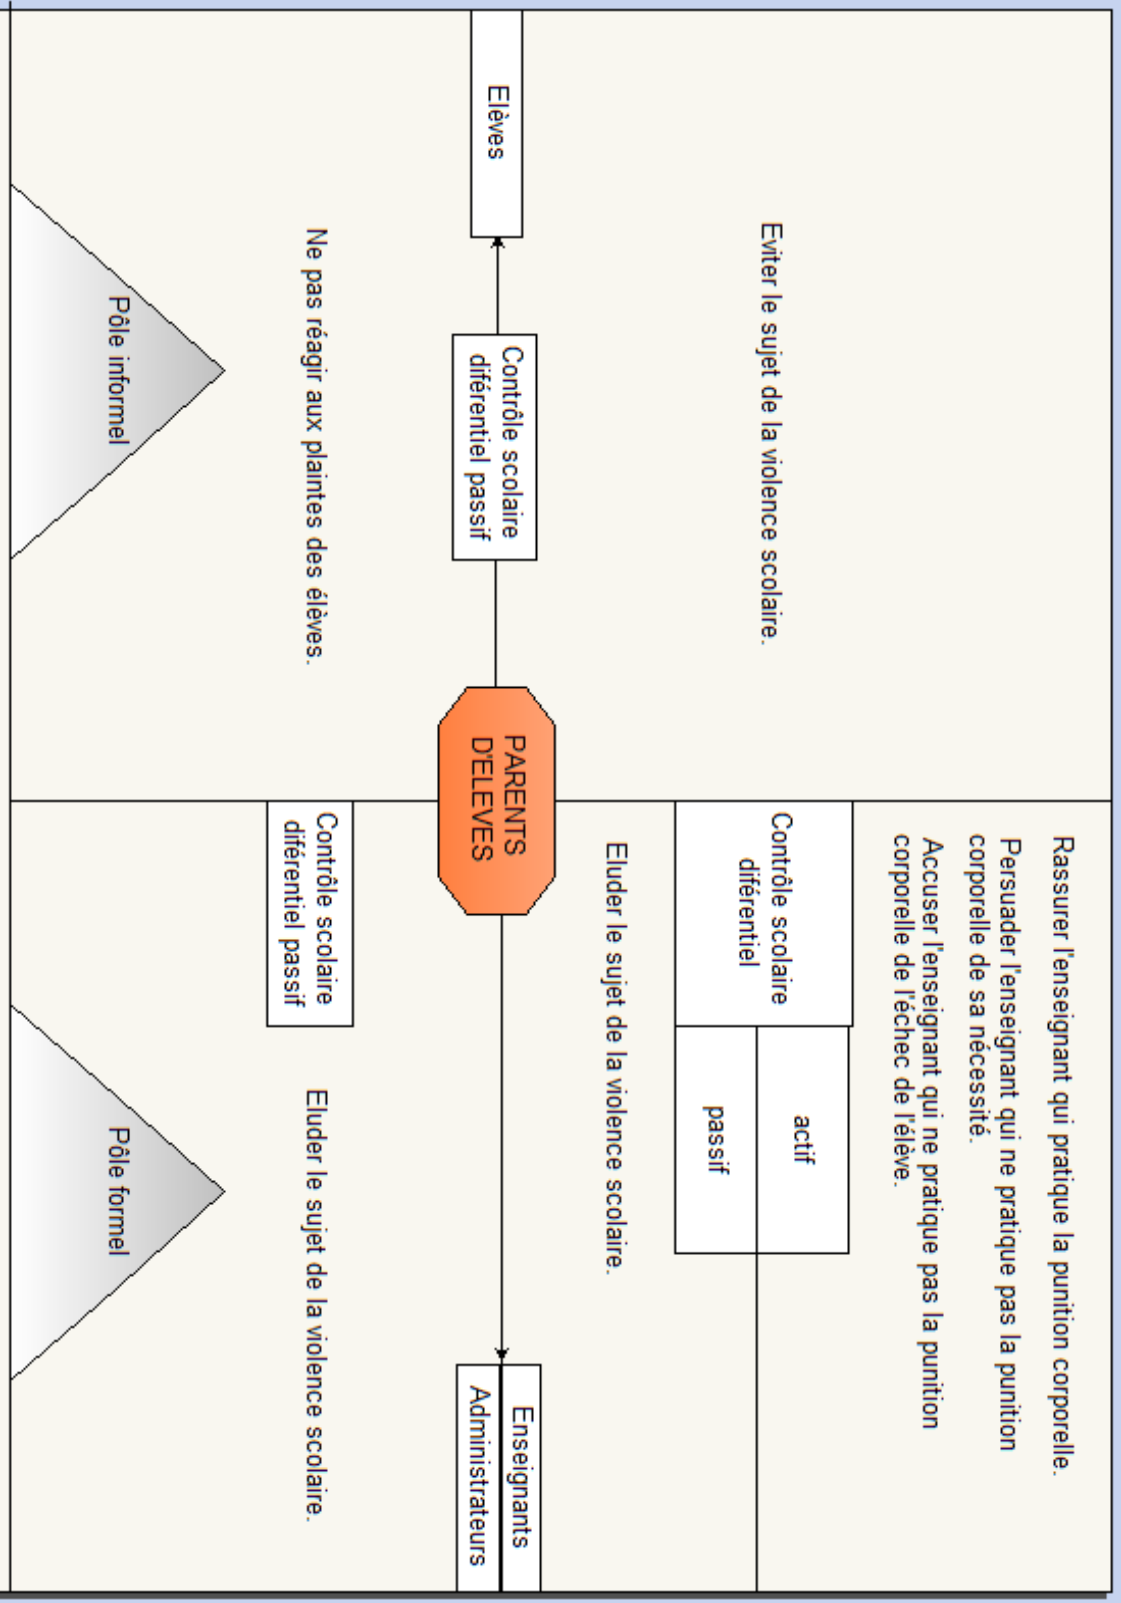 Rassurer l'enseignant qui pratique la punition corporelle.
Persuader l'enseignant qui ne pratique pas la punition
corporelle de sa nécessité.
Accuser l'enseignant qui ne pratique pas la punition
corporelle de l'échec de l'élève.
Eviter le sujet de la violence scolaire.
Contrôle scolaire
diférentiel
actif
passif
Eluder le sujet de la violence scolaire.
Elèves
Contrôle scolaire
diférentiel passif
PARENTS
D'ELEVES
Enseignants
Administrateurs
Ne pas réagir aux plaintes des élèves.
Contrôle scolaire
diférentiel passif
Eluder le sujet de la violence scolaire.
Pôle informel
Pôle formel